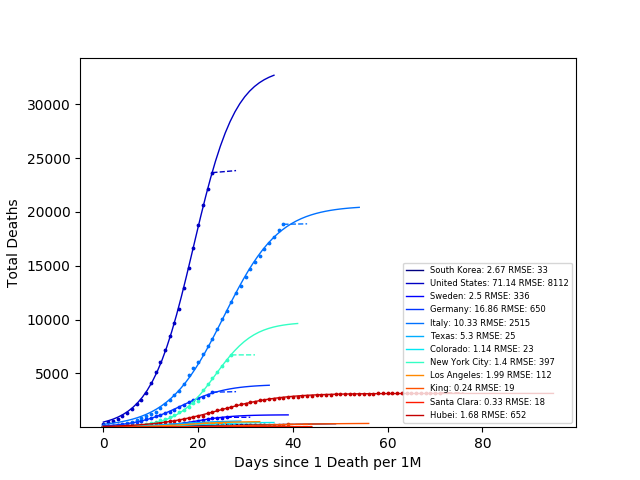 30000
25000
20000
15000
10000
5000
Total Deaths
South Korea: 2.67 RMSE: 33
United States: 71.14 RMSE: 8112
Sweden: 2.5 RMSE: 336
Germany: 16.86 RMSE: 650
Italy: 10.33 RMSE: 2515
Texas: 5.3 RMSE: 25
Colorado: 1.14 RMSE: 23
New York City: 1.4 RMSE: 397
Los Angeles: 1.99 RMSE: 112
King: 0.24 RMSE: 19
Santa Clara: 0.33 RMSE: 18
Hubei: 1.68 RMSE: 652
0 20 40 60 80
Days since 1 Death per 1M